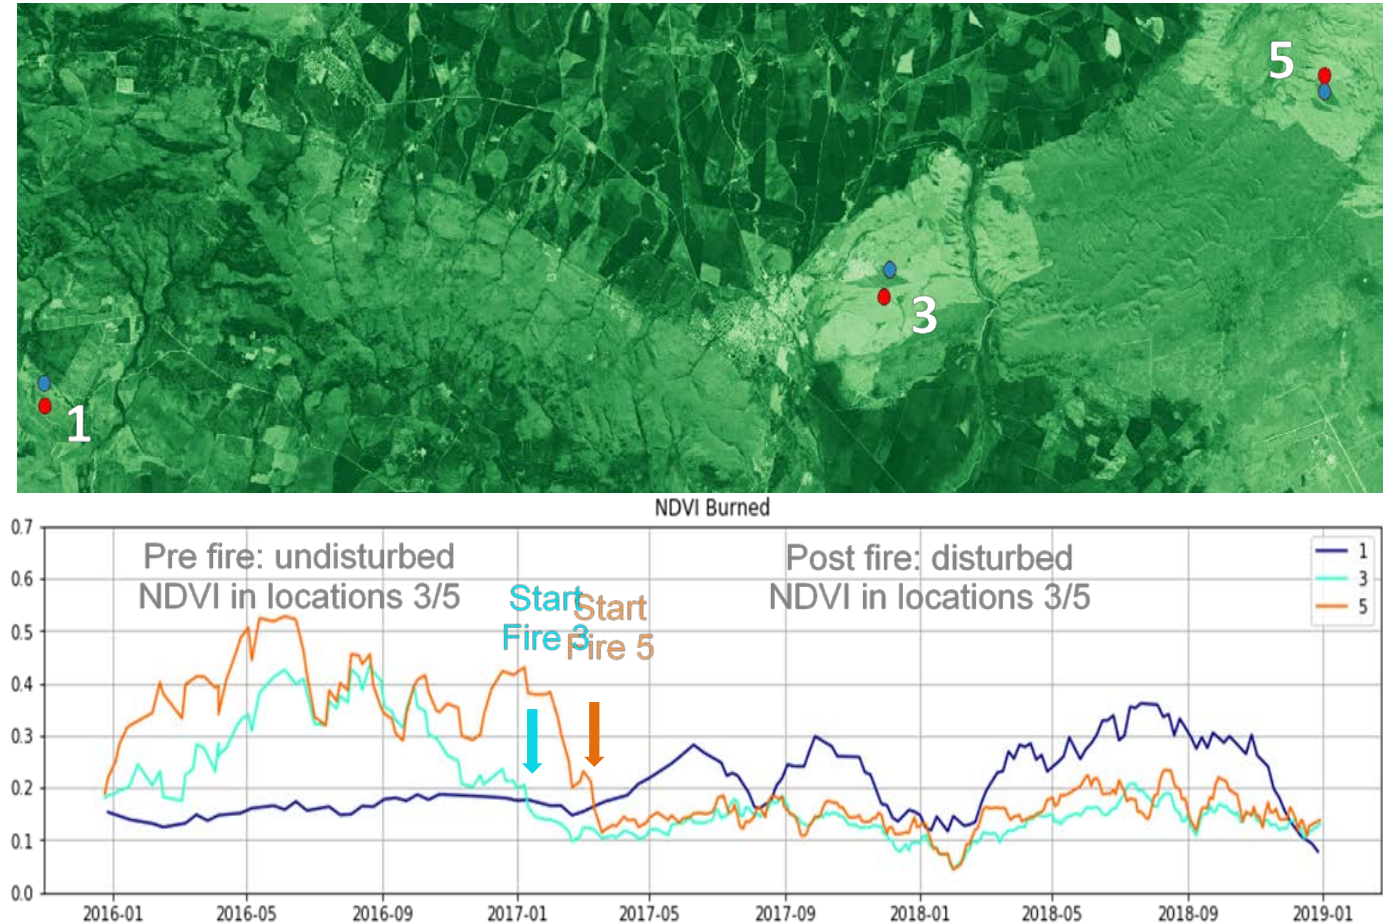 5
3
1
NDVI Burned
0.7
0.6
0.5
0.4
0.3
0.2
0.1
0.0
Pre fire: undisturbed
NDVI in locations 3/5
Start
Fire 3
Start
Fire 5
Post fire: disturbed
NDVI in locations 3/5
1
3
5
2016-01 2016-05 2016-09 2017-01 2017-05 2017-09 2018-01 2018-05 2018-09 2019-01